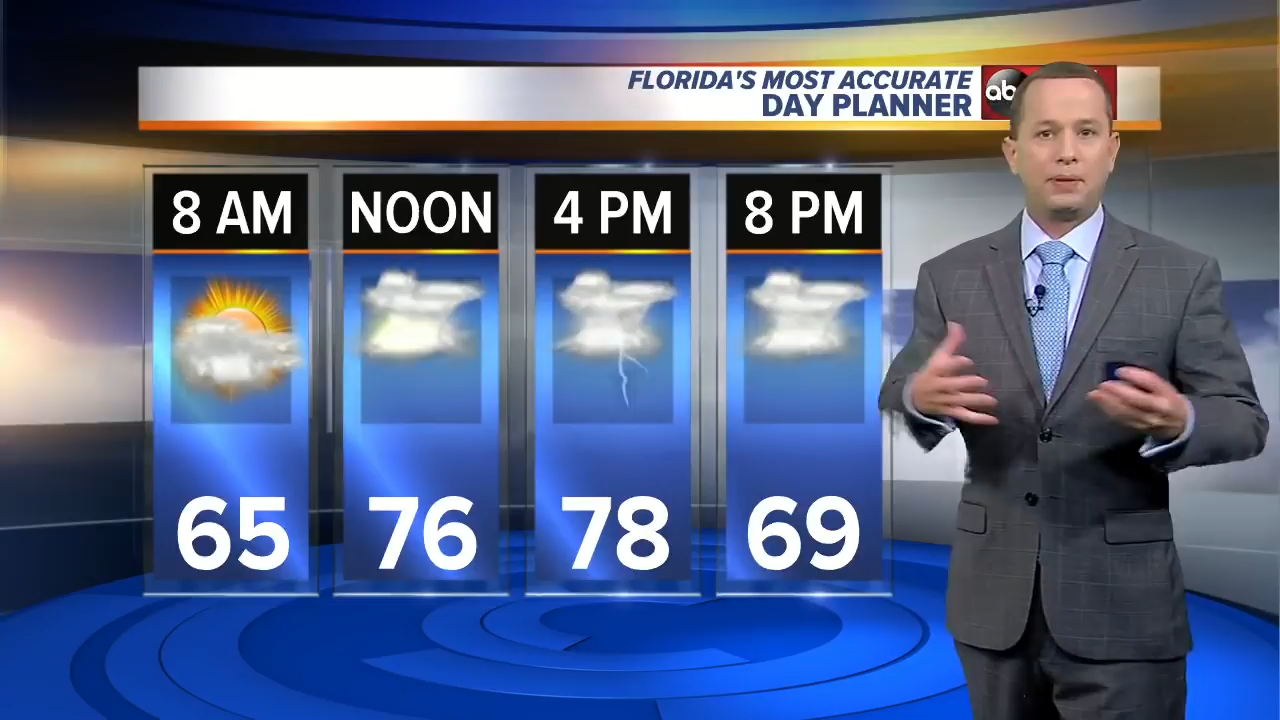 FLORIDA'S MOST ACCURATE
DAY PLANNER
8 AM
NOON
4 PM
8 PM
65
76
78
69